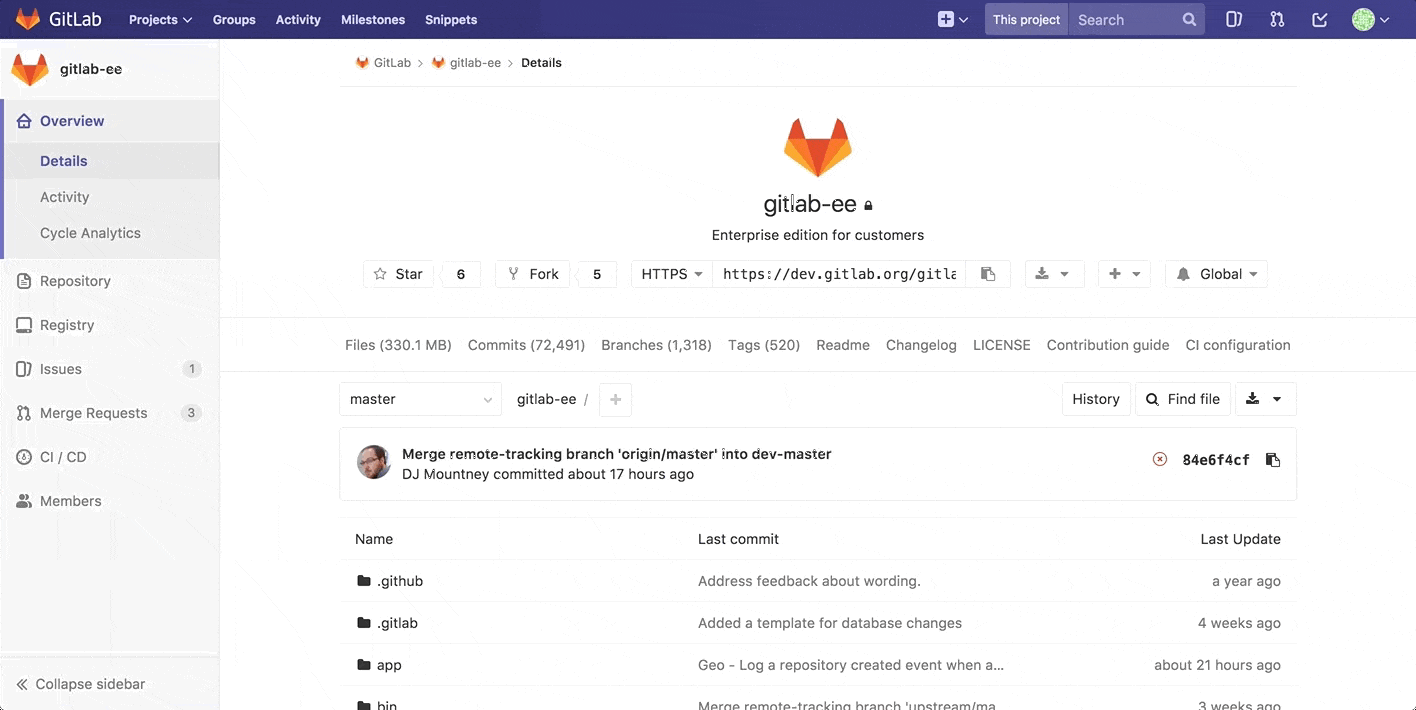 GitLab Projects Groups Activity Milestones Snippets This project Search
gitlab-ee
Overview
Details
Activity
Cycle Analytics
Repository
Registry
Issues 1
Merge Requests 3
CI / CD
Members
Collapse sidebar
GitLab > gitlab-ee > Details
gitlab-ee
Enterprise edition for customers
Star 6 Fork 5 HTTPS https://dev.gitlab.org/gitla Global
Files (330.1 MB) Commits (72,491) Branches (1,318) Tags (520) Readme Changelog LICENSE Contribution guide CI configuration
master gitlab-ee / + History Find file
Merge remote-tracking branch 'origin/master' into dev-master
DJ Mountney committed about 17 hours ago 84e6f4cf
Name Last commit Last Update
.github Address feedback about wording. a year ago
.gitlab Added a template for database changes 4 weeks ago
app Geo - Log a repository created event when a... about 21 hours ago
bin Merge remote-tracking branch 'upstream/ma 3 weeks ago